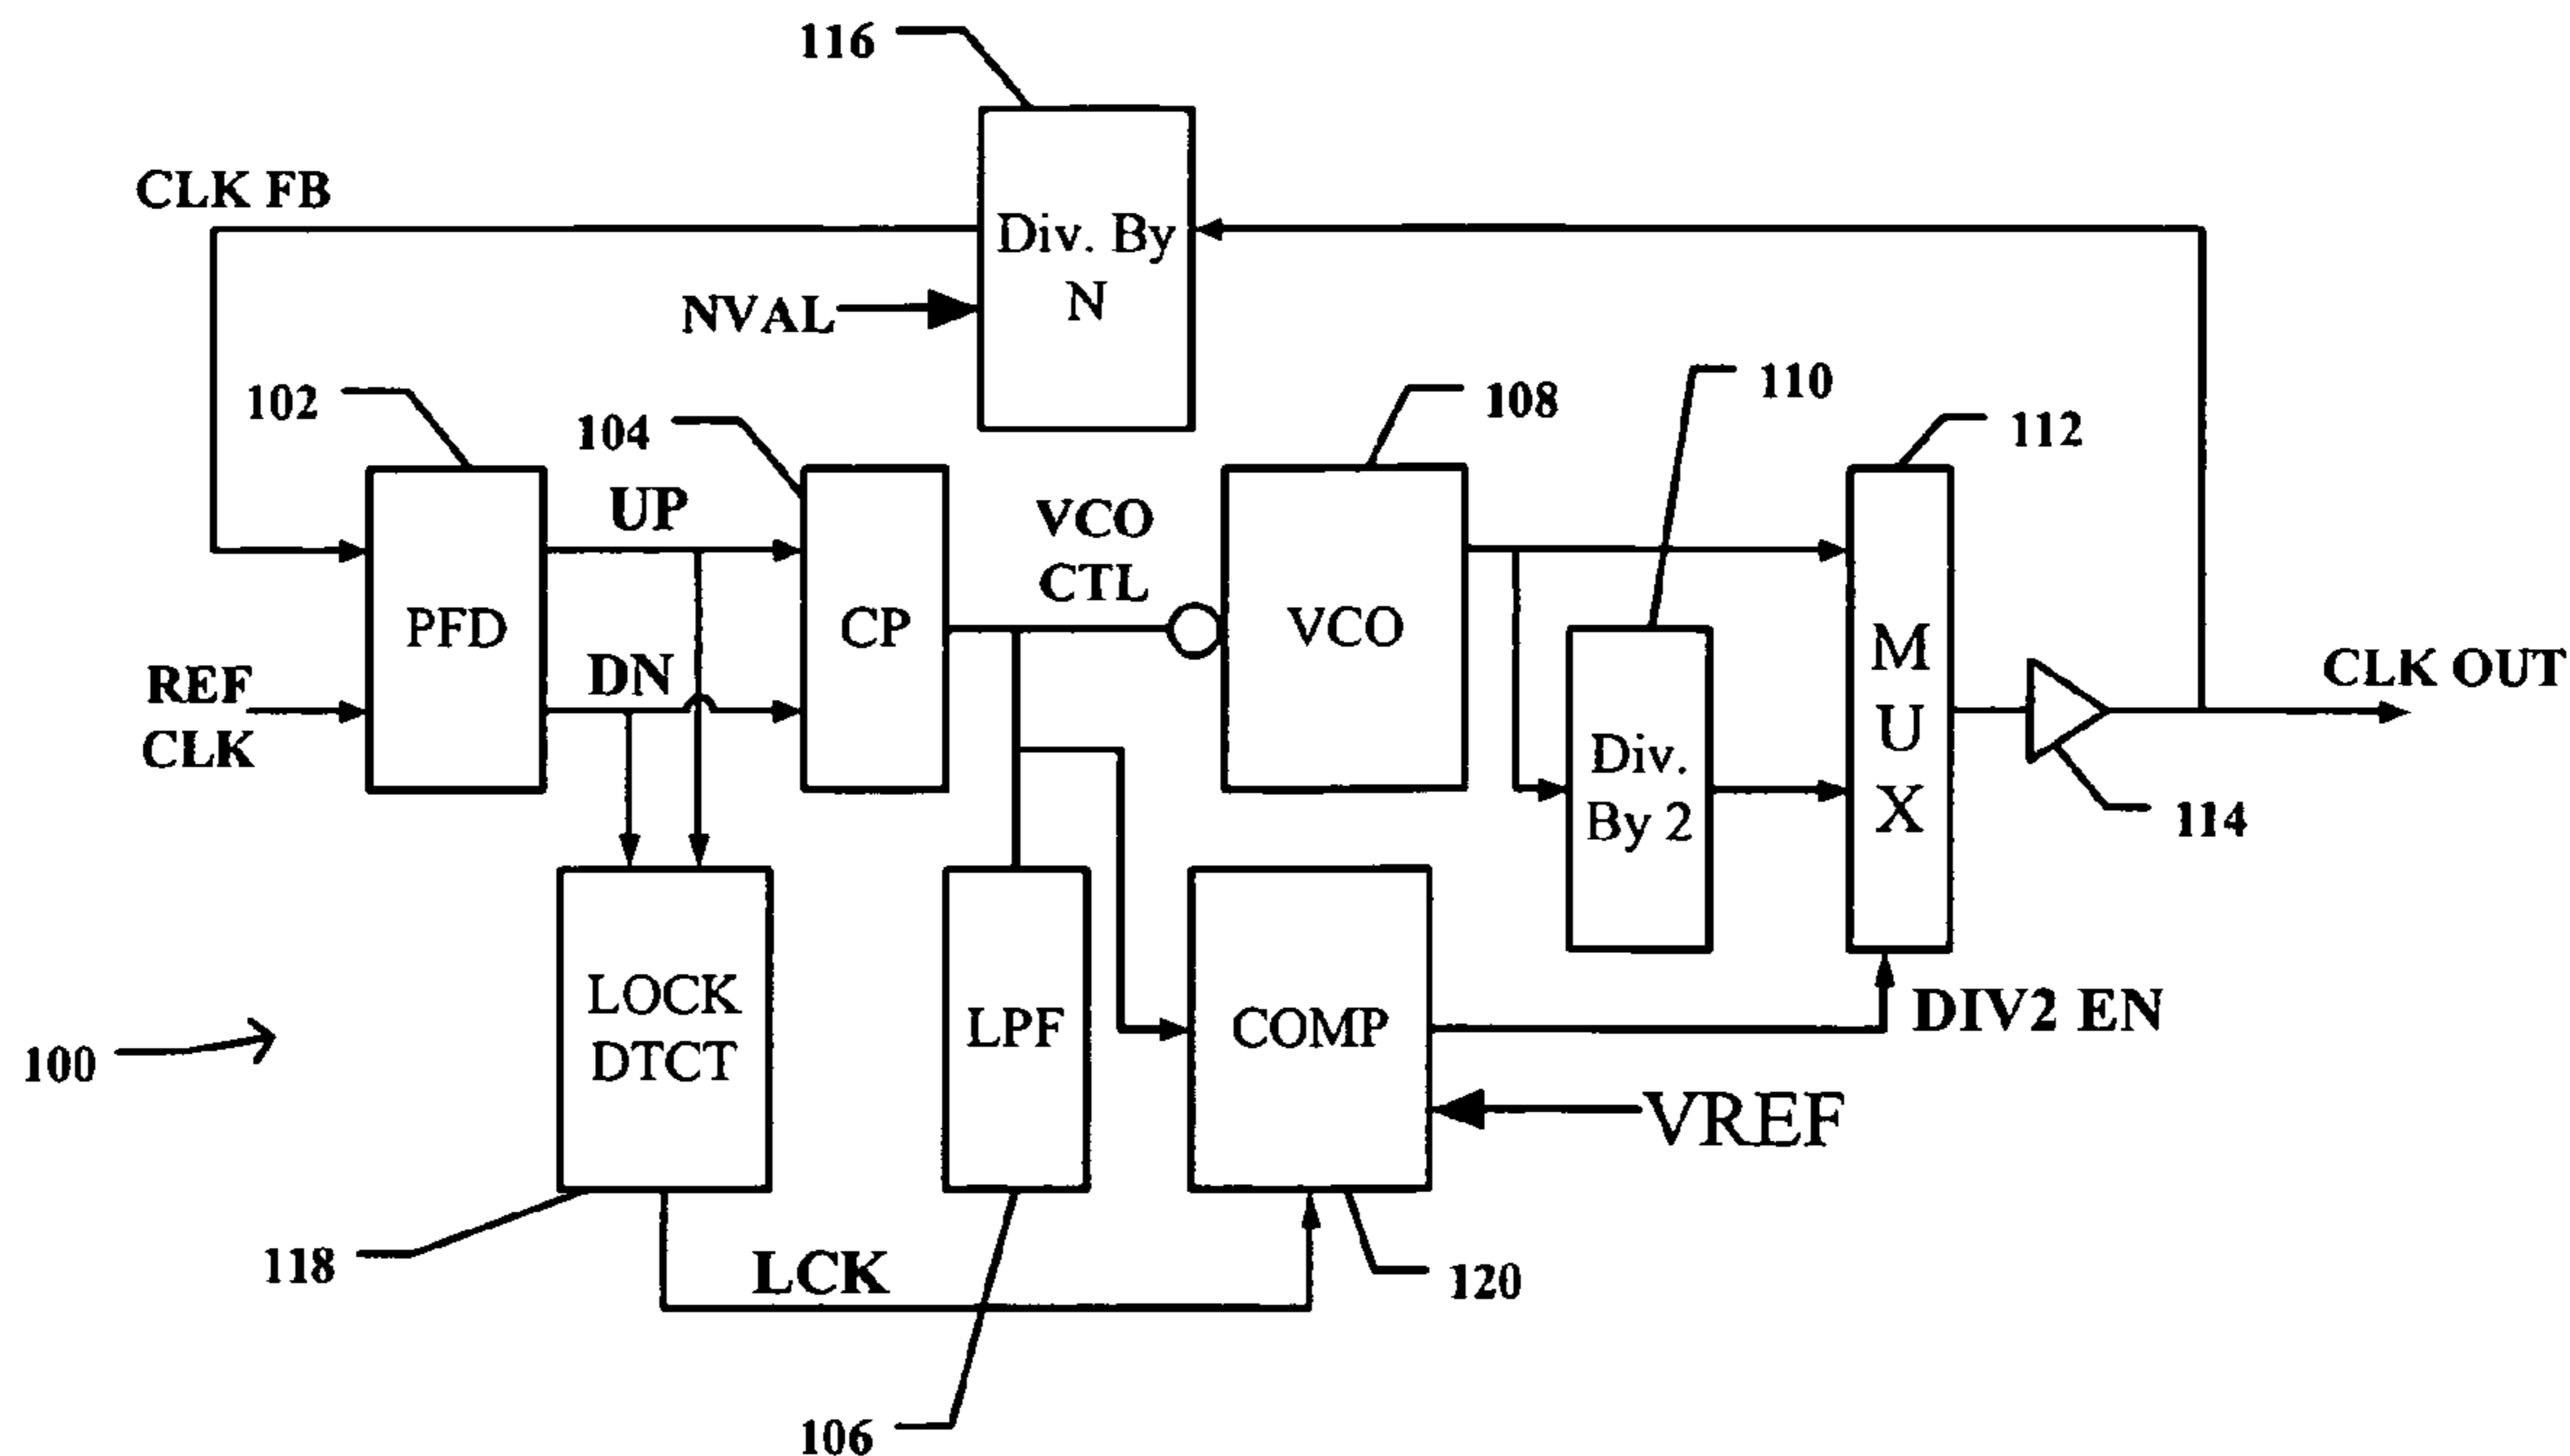 116
CLK FB
Div. By
N
NVAL
102
104
108
110
112
UP
VCO
CTL
PFD
CP
VCO
M
U
X
REF
CLK
DN
Div.
By 2
CLK OUT
114
LOCK
DTCT
LPF
COMP
DIV2 EN
100
VREF
118
LCK
120
106